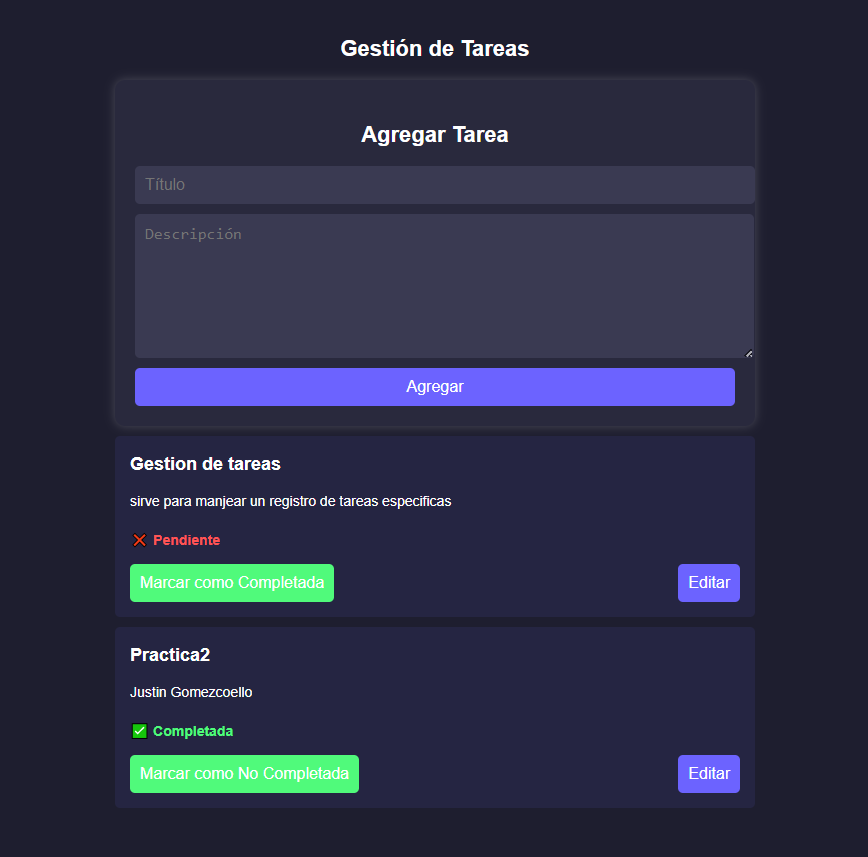 Gestión de Tareas
Agregar Tarea
Título
Descripción
Agregar
Gestion de tareas
sirve para manjear un registro de tareas especificas
❌ Pendiente
Marcar como Completada
Editar
Practica2
Justin Gomezcoello
✅ Completada
Marcar como No Completada
Editar